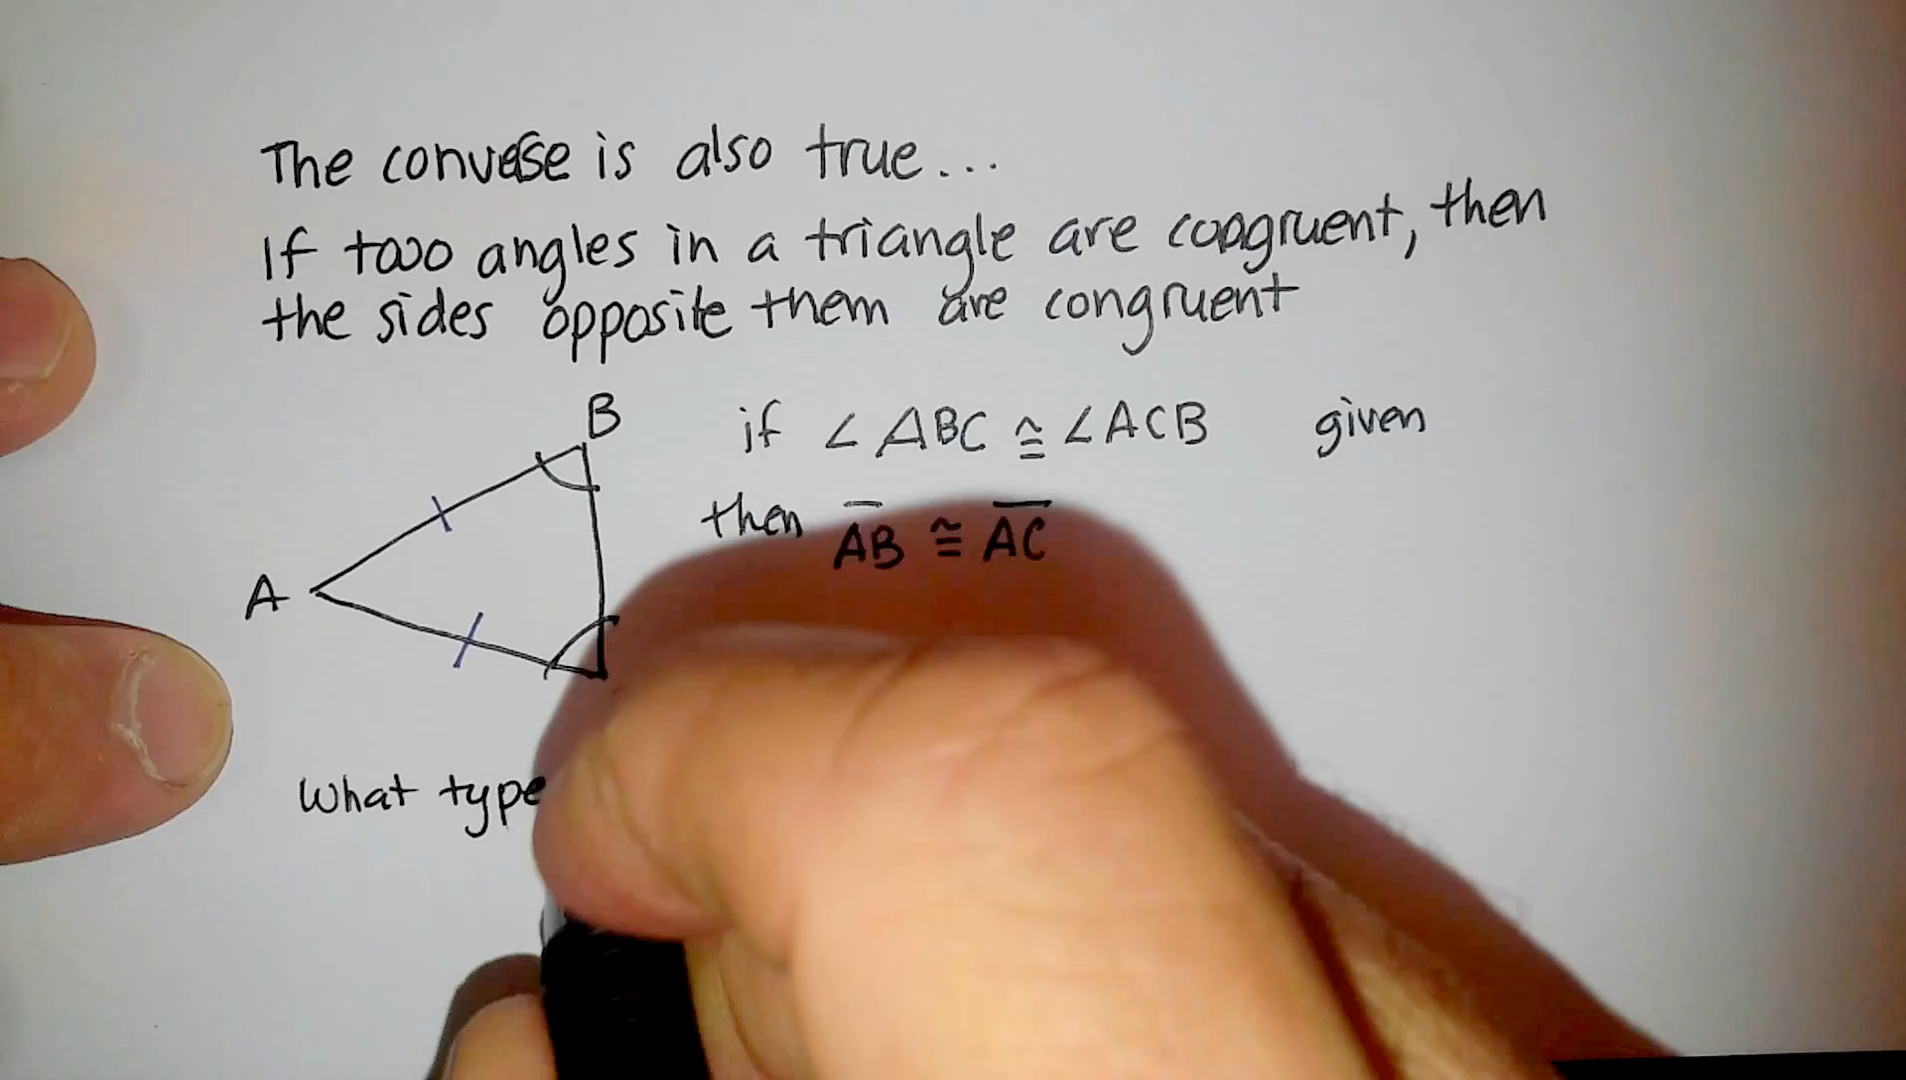 The convese is also true...
If two angles in a triangle are congruent, then
the sides opposite them are congruent
B
if ∠ ABC ≅ ∠ACB given
then AB ≅ AC
A
What type